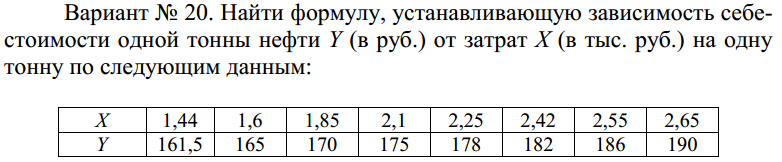 Вариант № 20. Найти формулу, устанавливающую зависимость себе-
стоимости одной тонны нефти Y (в руб.) от затрат X (в тыс. руб.) на одну
тонну по следующим данным:
X 1,44 1,6 1,85 2,1 2,25 2,42 2,55 2,65
Y 161,5 165 170 175 178 182 186 190